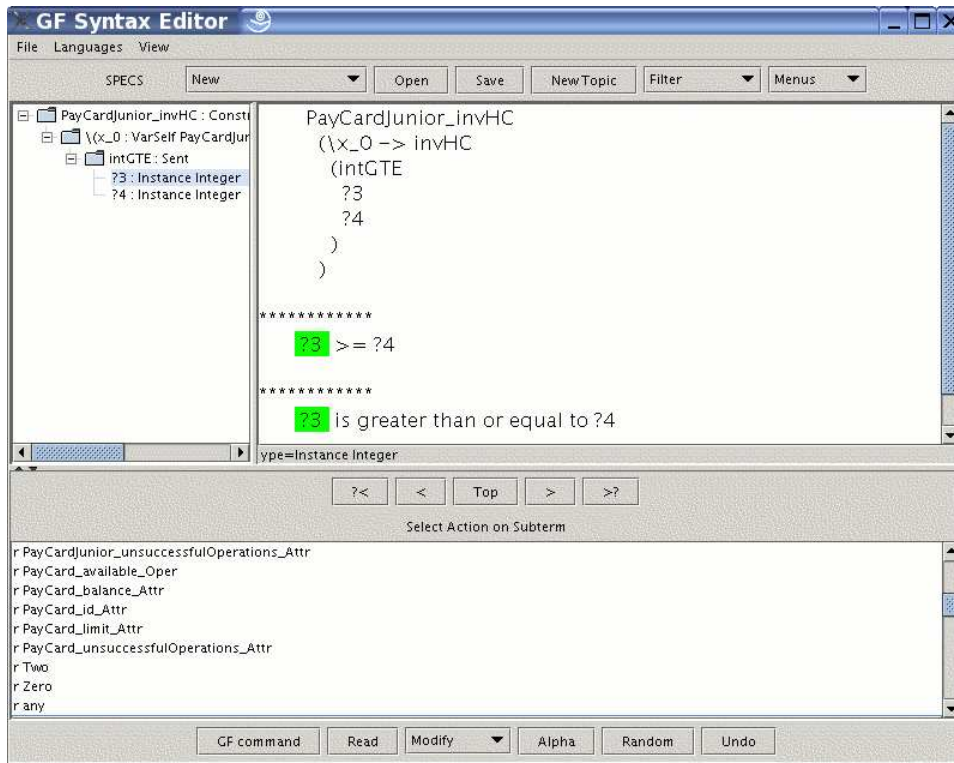 GF Syntax Editor
File Languages View
SPECS New Open Save New Topic Filter Menus
PayCardJunior_invHC : Constr
\(x_0 : VarSelf PayCardJur
intGTE : Sent
?3 : Instance Integer
?4 : Instance Integer
PayCardJunior_invHC
(\x_0 -> invHC
(intGTE
?3
?4
)
)
************
?3 >= ?4
************
?3 is greater than or equal to ?4
ype=Instance Integer
?< < Top > >?
Select Action on Subterm
r PayCardJunior_unsuccessfulOperations_Attr
r PayCard_available_Oper
r PayCard_balance_Attr
r PayCard_id_Attr
r PayCard_limit_Attr
r PayCard_unsuccessfulOperations_Attr
r Two
r Zero
r any
GF command Read Modify Alpha Random Undo